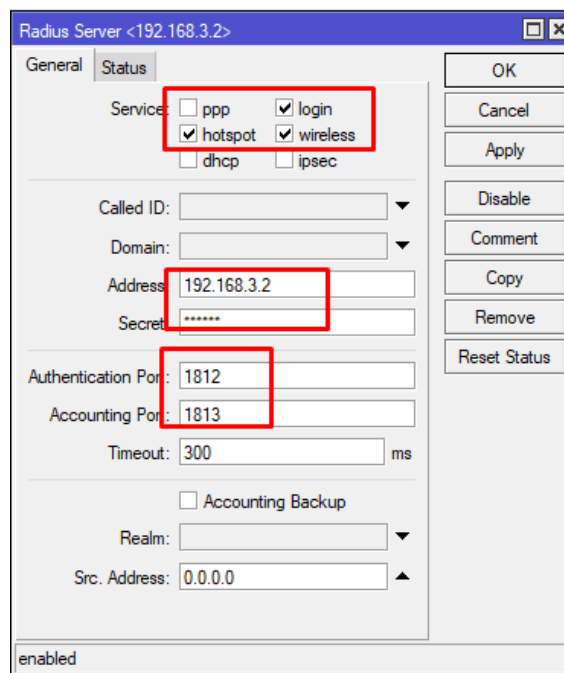 Radius Server <192.168.3.2>
General Status
Service: ppp login
hotspot wireless
dhcp ipsec
Called ID:
Domain:
Address: 192.168.3.2
Secret: ******
Authentication Port: 1812
Accounting Port: 1813
Timeout: 300 ms
Accounting Backup
Realm:
Src. Address: 0.0.0.0
enabled
OK
Cancel
Apply
Disable
Comment
Copy
Remove
Reset Status